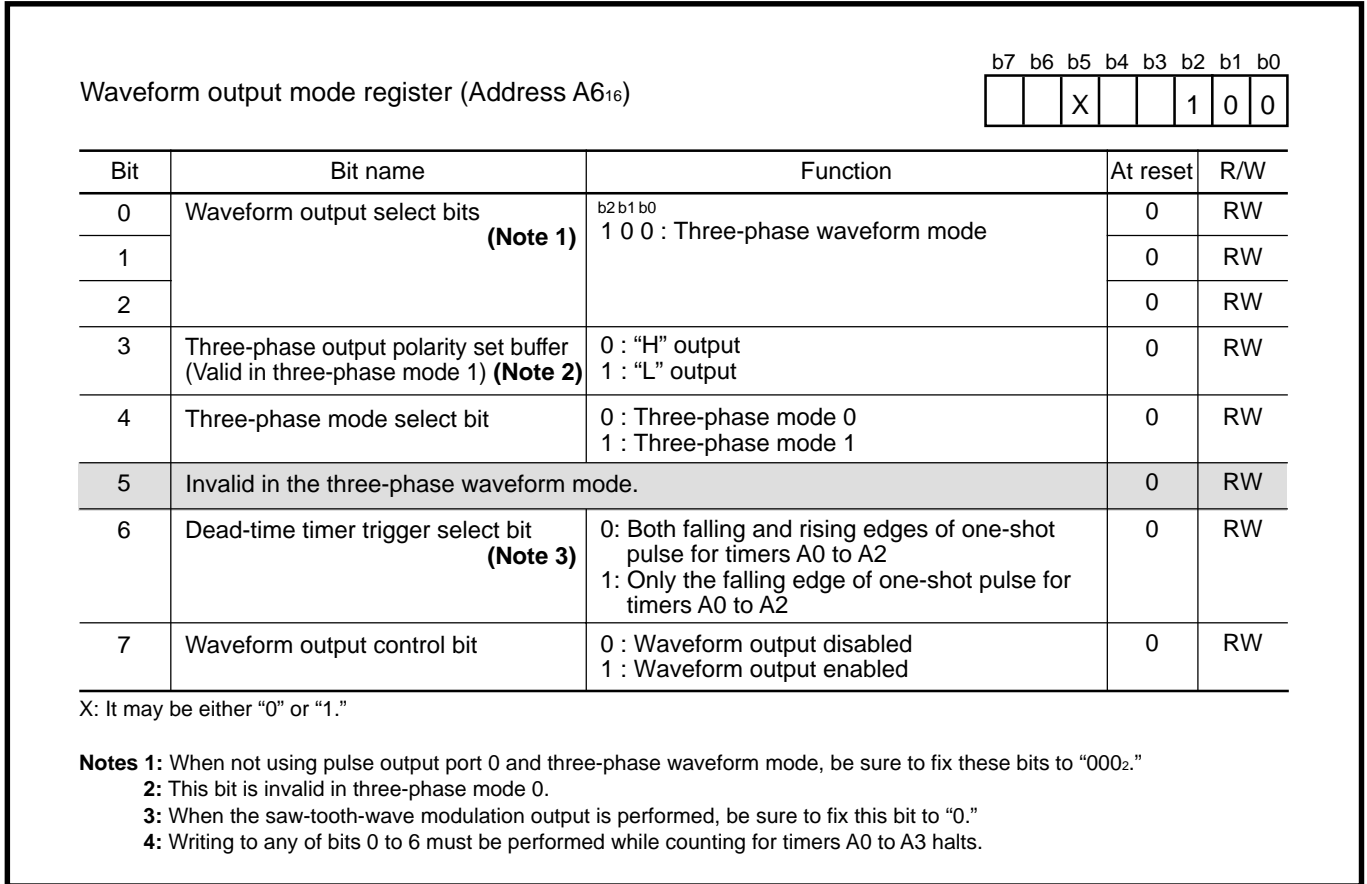 b7 b6 b5 b4 b3 b2 b1 b0
Waveform output mode register (Address A6₁₆)
X 1 0 0
Bit Bit name Function At reset R/W
0 Waveform output select bits b2 b1 b0 0 RW
(Note 1) 1 0 0 : Three-phase waveform mode
1 0 RW
2 0 RW
3 Three-phase output polarity set buffer 0 : “H” output 0 RW
(Valid in three-phase mode 1) (Note 2) 1 : “L” output
4 Three-phase mode select bit 0 : Three-phase mode 0 0 RW
1 : Three-phase mode 1
5 Invalid in the three-phase waveform mode. 0 RW
6 Dead-time timer trigger select bit 0: Both falling and rising edges of one-shot 0 RW
(Note 3) pulse for timers A0 to A2
1: Only the falling edge of one-shot pulse for
timers A0 to A2
7 Waveform output control bit 0 : Waveform output disabled 0 RW
1 : Waveform output enabled
X: It may be either “0” or “1.”
Notes 1: When not using pulse output port 0 and three-phase waveform mode, be sure to fix these bits to “000₂.”
2: This bit is invalid in three-phase mode 0.
3: When the saw-tooth-wave modulation output is performed, be sure to fix this bit to “0.”
4: Writing to any of bits 0 to 6 must be performed while counting for timers A0 to A3 halts.